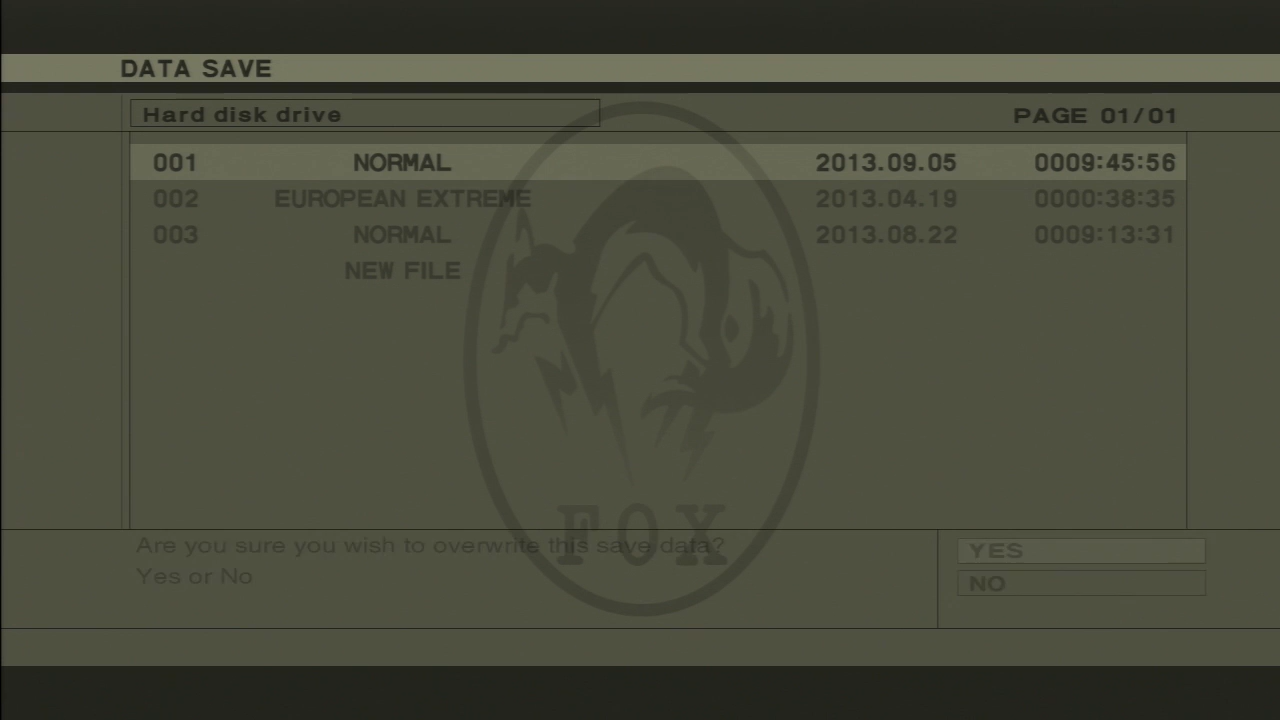 DATA SAVE
Hard disk drive PAGE 01/01
001 NORMAL 2013.09.05 0009:45:56
002 EUROPEAN EXTREME 2013.04.19 0000:38:35
003 NORMAL 2013.08.22 0009:13:31
NEW FILE
FOX
Are you sure you wish to overwrite this save data?
Yes or No
YES
NO